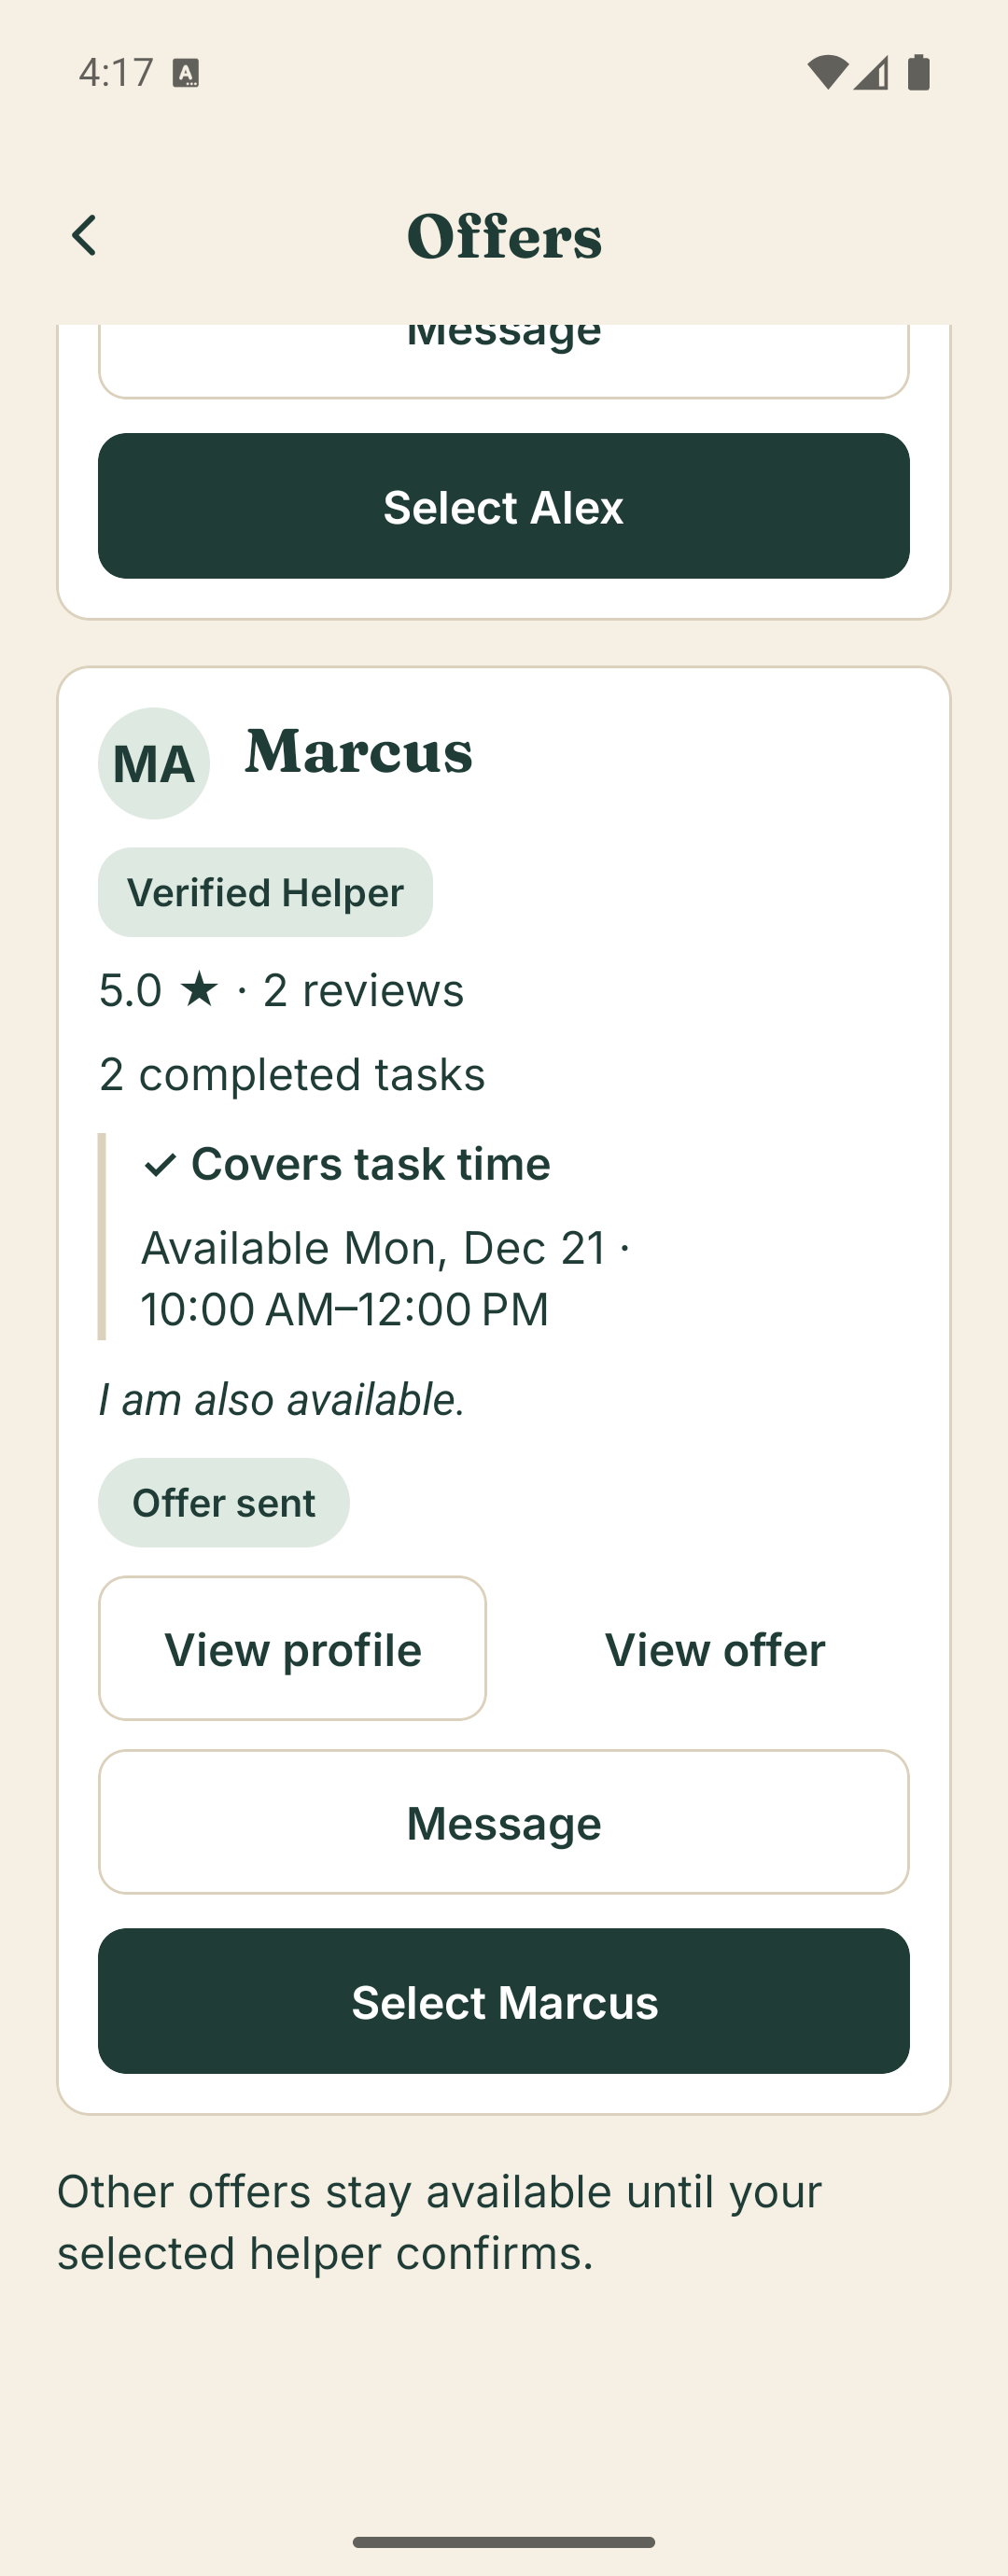 4:17
A
Offers
Message
Select Alex
MA
Marcus
Verified Helper
5.0 ★ · 2 reviews
2 completed tasks
✓ Covers task time
Available Mon, Dec 21 ·
10:00 AM–12:00 PM
I am also available.
Offer sent
View profile
View offer
Message
Select Marcus
Other offers stay available until your
selected helper confirms.